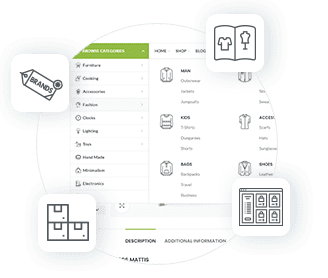 BROWSE CATEGORIES
HOME SHOP BLOG
Furniture
Cooking
Accessories
Fashion
Clocks
Lighting
Toys
Hand Made
Minimalism
Electronics
MAN
Outerwear
Jackets
Jumpsuits
KIDS
T-Shirts
Dungarees
Shorts
BAGS
Backpacks
Travel
Business
Sweat
ACCESS
Scarfs
Hats
Sunglass
SHOES
Leather
BRANDS
DESCRIPTION ADDITIONAL INFORMATION
MATTIS